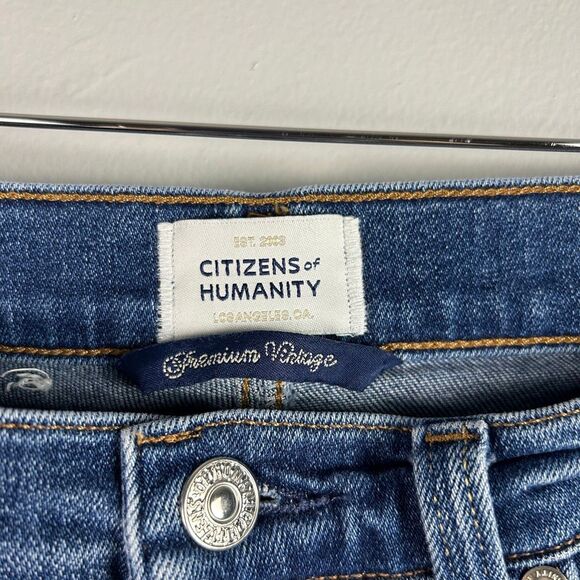 EST. 2003
CITIZENS of
HUMANITY
LOS ANGELES, CA.
Premium Vintage